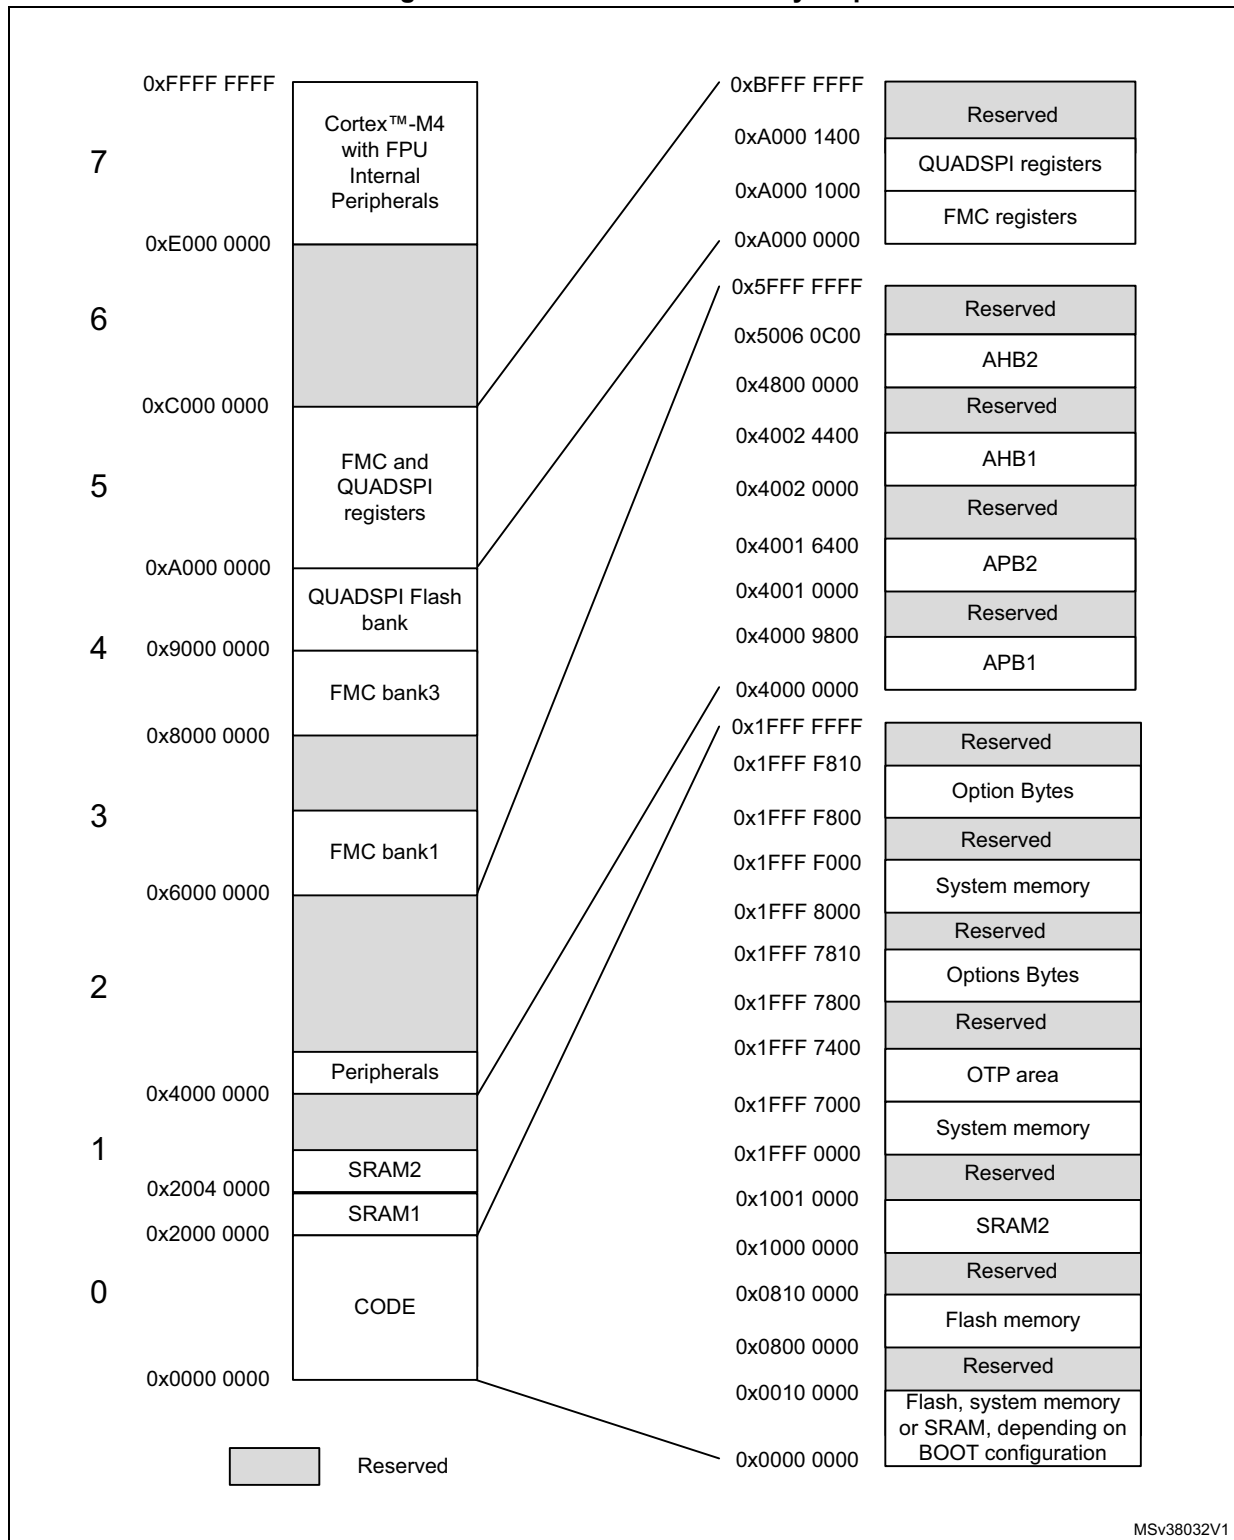 0xFFFF FFFF
Cortex™-M4
with FPU
Internal
Peripherals
7
0xE000 0000
6
0xC000 0000
FMC and
QUADSPI
registers
5
0xA000 0000
QUADSPI Flash
bank
4
0x9000 0000
FMC bank3
0x8000 0000
3
FMC bank1
0x6000 0000
2
Peripherals
0x4000 0000
1
SRAM2
0x2004 0000
SRAM1
0x2000 0000
0
CODE
0x0000 0000
Reserved
0xBFFF FFFF
Reserved
0xA000 1400
QUADSPI registers
0xA000 1000
FMC registers
0xA000 0000
0x5FFF FFFF
Reserved
0x5006 0C00
AHB2
0x4800 0000
Reserved
0x4002 4400
AHB1
0x4002 0000
Reserved
0x4001 6400
APB2
0x4001 0000
Reserved
0x4000 9800
APB1
0x4000 0000
0x1FFF FFFF
Reserved
0x1FFF F810
Option Bytes
0x1FFF F800
Reserved
0x1FFF F000
System memory
0x1FFF 8000
Reserved
0x1FFF 7810
Options Bytes
0x1FFF 7800
Reserved
0x1FFF 7400
OTP area
0x1FFF 7000
System memory
0x1FFF 0000
Reserved
0x1001 0000
SRAM2
0x1000 0000
Reserved
0x0810 0000
Flash memory
0x0800 0000
Reserved
0x0010 0000
Flash, system memory
or SRAM, depending on
BOOT configuration
0x0000 0000
MSv38032V1